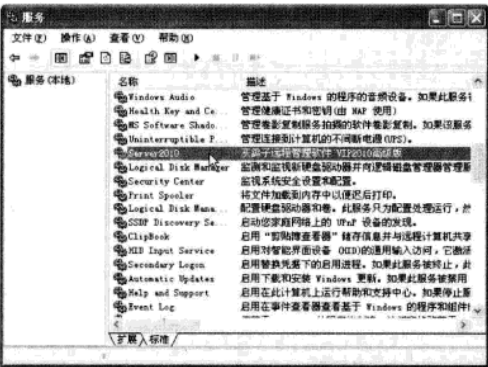 服务
文件(F) 操作(A) 查看(V) 帮助(H)
服务(本地)
名称 描述
Windows Audio 管理基于 Windows 的程序的音频设备。如果此服务
Health Key and Ce... 管理健康证书和密钥(由 NAP 使用)
MS Software Shado... 管理卷影复制服务拍摄的软件卷影复制。如果该服务
Uninterruptible P... 管理连接到计算机的不间断电源(UPS)。
Server2010 灰鸽子远程管理软件 VIP2010
Logical Disk Manager 监测和监视新硬盘驱动器并向逻辑磁盘管理器管理服
Security Center 监视系统安全设置和配置。
Print Spooler 将文件加载到内存中以便迟后打印。
Logical Disk Mana... 配置硬盘驱动器和卷。此服务只为配置处理运行，然
SSDP Discovery Se... 启动您家庭网络上的 UPnP 设备的发现。
ClipBook 启用“剪贴簿查看器”储存信息并与远程计算机共享
HID Input Service 启用对智能界面设备 (HID)的通用输入访问，它激活
Secondary Logon 启用替换凭据下的启用进程。如果此服务被终止，此
Automatic Updates 启用下载和安装 Windows 更新。如果此服务被禁用
Help and Support 启用在此计算机上运行帮助和支持中心。如果停止服
Event Log 启用在事件查看器查看基于 Windows 的程序和组件
扩展 标准